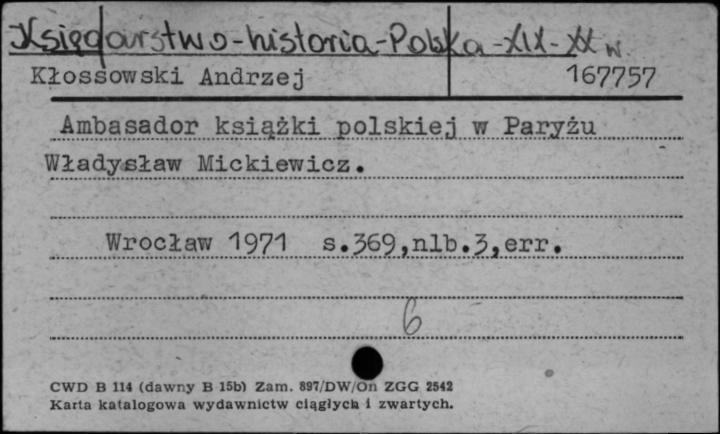 Księgarstwo-historia-Polska-XIX-XX w.
Kłossowski Andrzej 167757
Ambasador książki polskiej w Paryżu
Władysław Mickiewicz.
Wrocław 1971 s.369,nlb.3,err.
6
CWD B 114 (dawny B 15b) Zam. 897/DW/On ZGG 2542
Karta katalogowa wydawnictw ciągłych i zwartych.